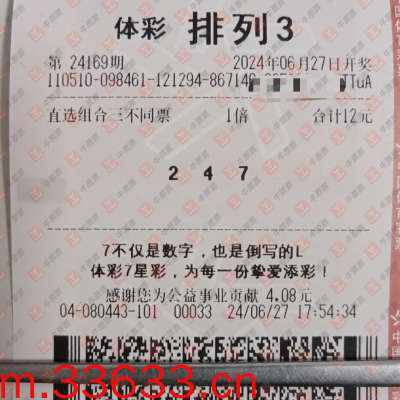 体彩 排列3
第 24169期 2024年06月27日开奖
110510-098461-121294-867140 TTuA
直选组合三不同票 1倍 合计12元
2 4 7
7不仅是数字，也是倒写的L
体彩7星彩，为每一份挚爱添彩！
感谢您为公益事业贡献 4.08元
04-080443-101 00033 24/06/27 17:54:34
m.33633.cn